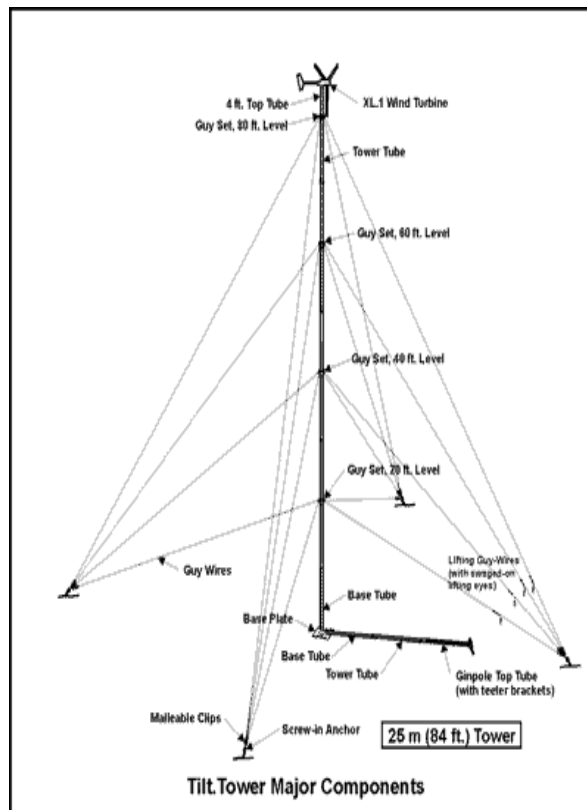 4 ft. Top Tube
XL.1 Wind Turbine
Guy Set, 80 ft. Level
Tower Tube
Guy Set, 60 ft. Level
Guy Set, 40 ft. Level
Guy Set, 20 ft. Level
Guy Wires
Lifting Guy-Wires
(with swaged-on
lifting eyes)
Base Tube
Base Plate
Base Tube
Tower Tube
Ginpole Top Tube
(with teeter brackets)
Malleable Clips
Screw-in Anchor
25 m (84 ft.) Tower
Tilt.Tower Major Components